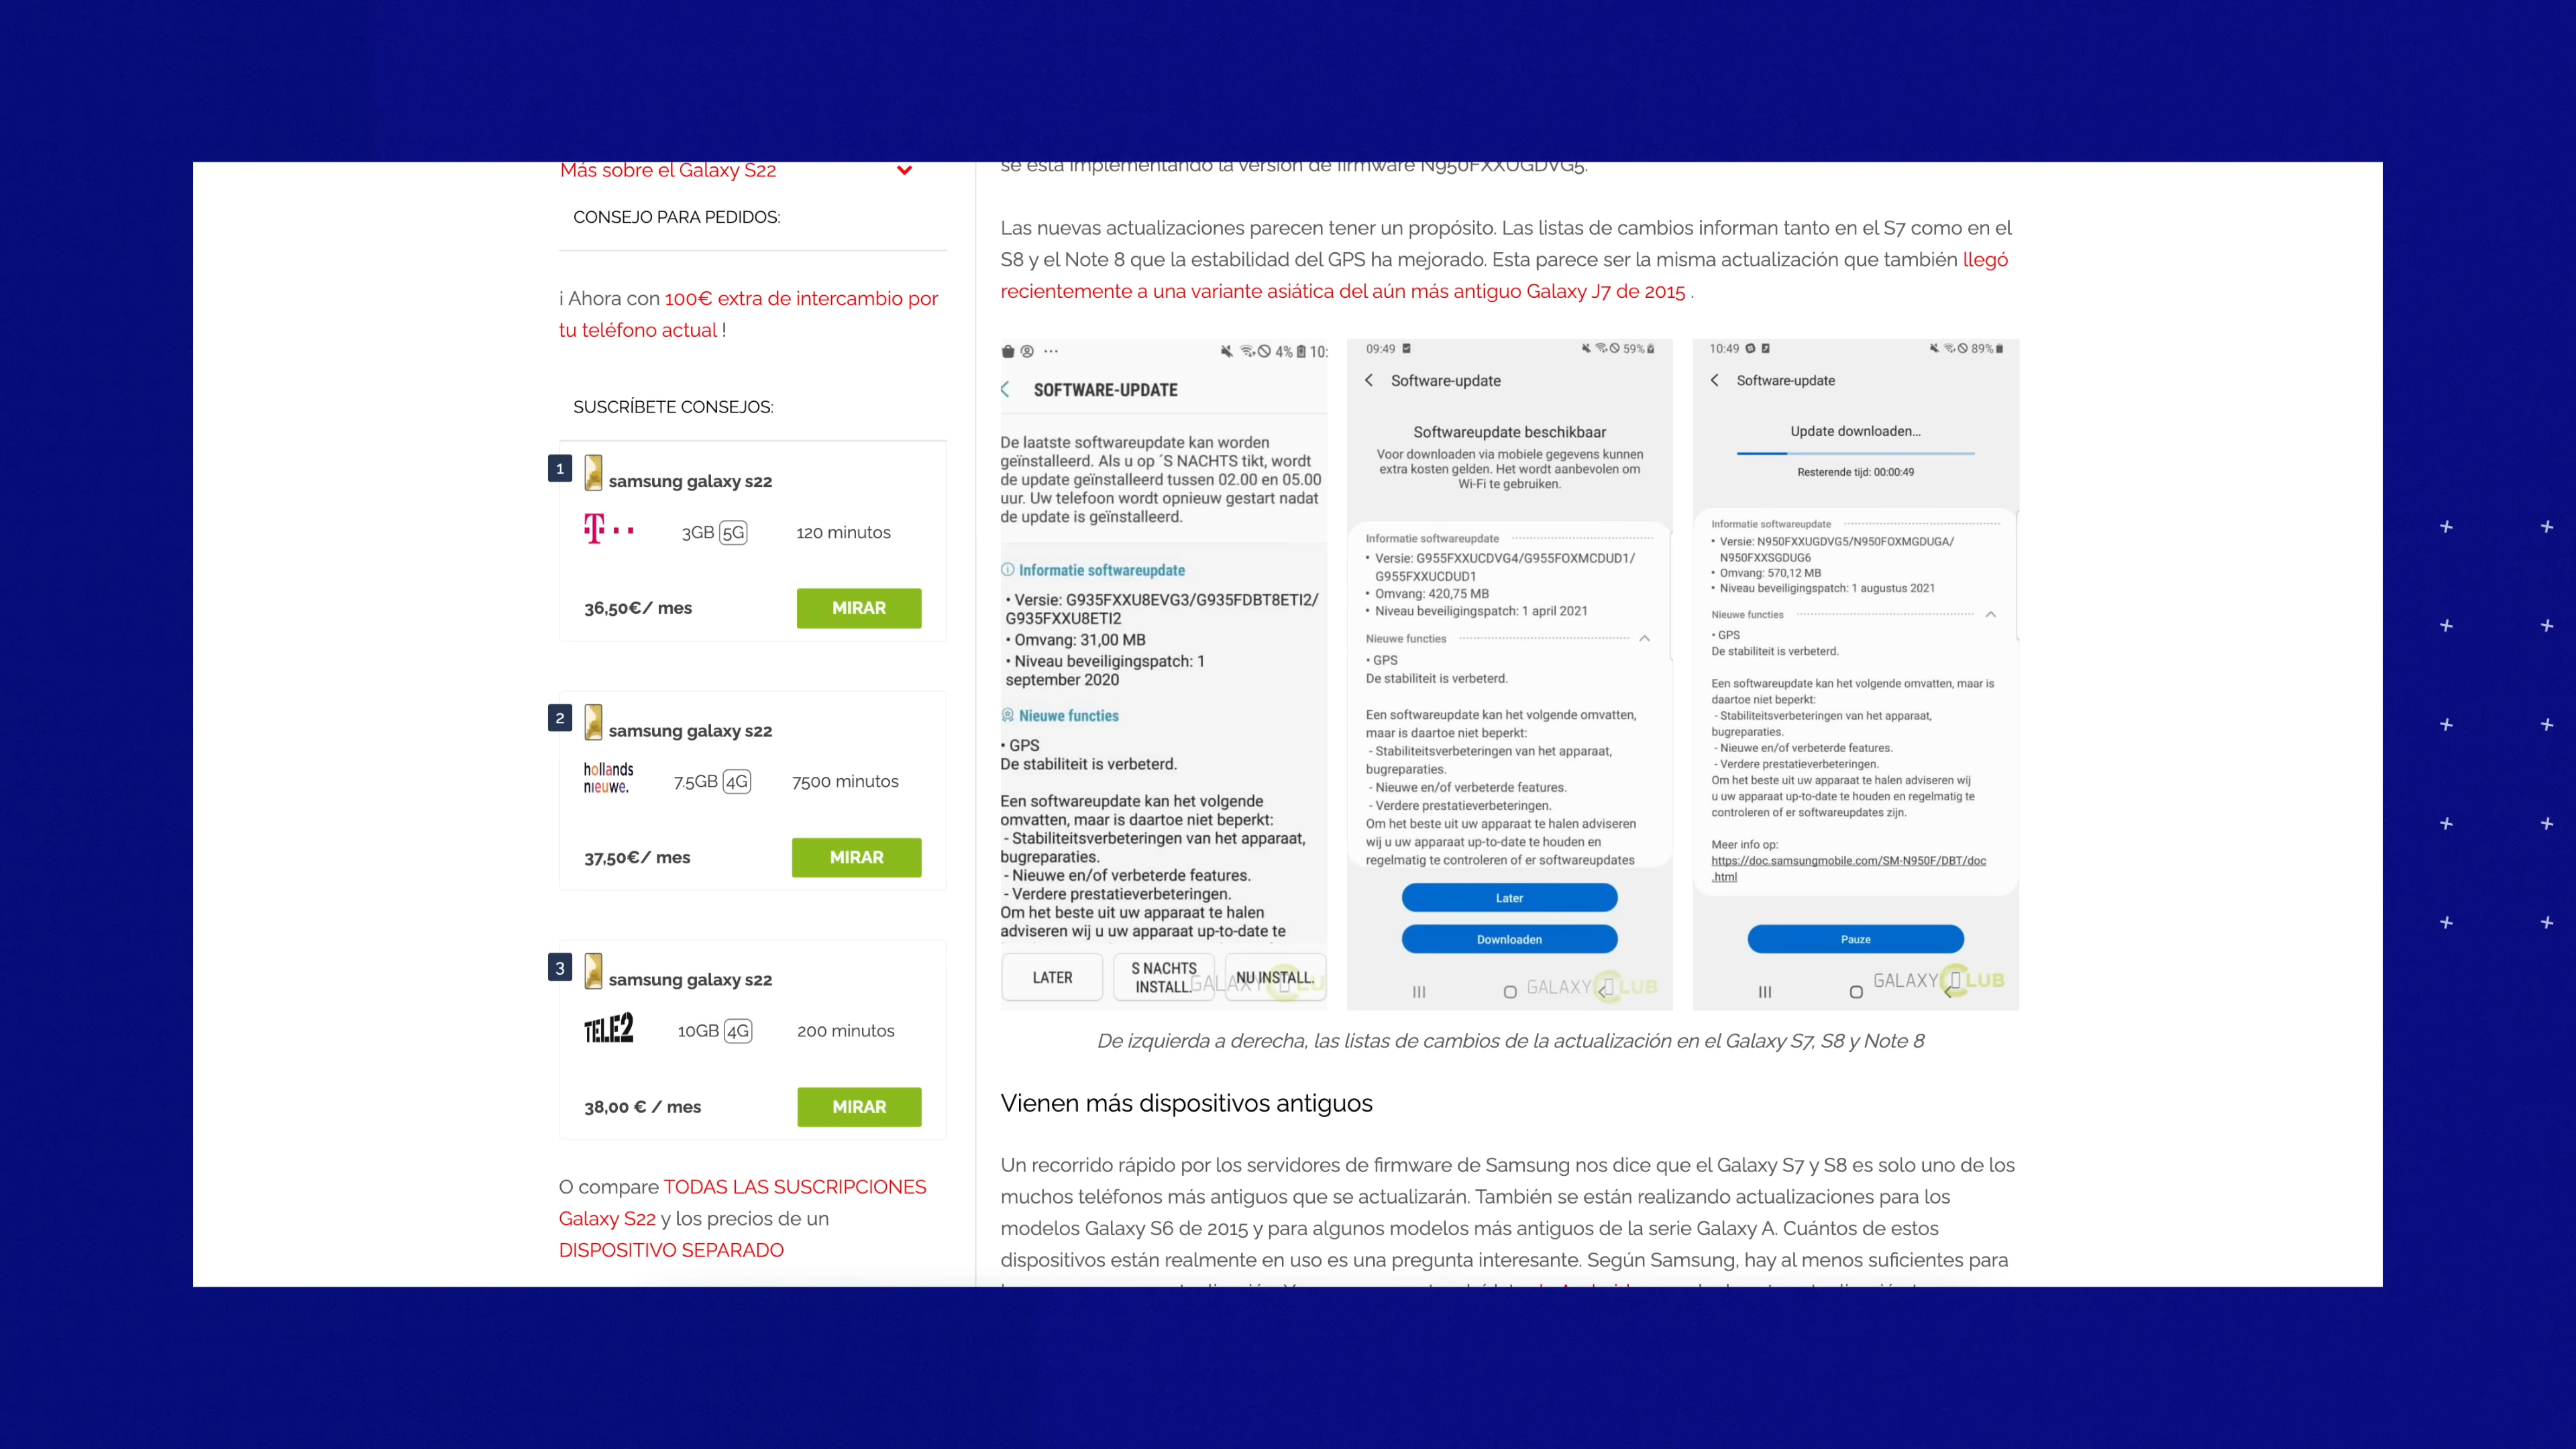 Más sobre el Galaxy S22
CONSEJO PARA PEDIDOS:
¡ Ahora con 100€ extra de intercambio por
tu teléfono actual !
SUSCRÍBETE CONSEJOS:
1
samsung galaxy s22
T
3GB 5G
120 minutos
36,50€/ mes
MIRAR
2
samsung galaxy s22
hollands
nieuwe.
7.5GB 4G
7500 minutos
37,50€/ mes
MIRAR
3
samsung galaxy s22
TELE2
10GB 4G
200 minutos
38,00 € / mes
MIRAR
O compare TODAS LAS SUSCRIPCIONES
Galaxy S22 y los precios de un
DISPOSITIVO SEPARADO
se está implementando la versión de firmware N950FXXUGDVG5.
Las nuevas actualizaciones parecen tener un propósito. Las listas de cambios informan tanto en el S7 como en el
S8 y el Note 8 que la estabilidad del GPS ha mejorado. Esta parece ser la misma actualización que también llegó
recientemente a una variante asiática del aún más antiguo Galaxy J7 de 2015 .
4% 10:
SOFTWARE-UPDATE
De laatste softwareupdate kan worden
geïnstalleerd. Als u op ´S NACHTS tikt, wordt
de update geïnstalleerd tussen 02.00 en 05.00
uur. Uw telefoon wordt opnieuw gestart nadat
de update is geïnstalleerd.
Informatie softwareupdate
• Versie: G935FXXU8EVG3/G935FDBT8ETI2/
G935FXXU8ETI2
• Omvang: 31,00 MB
• Niveau beveiligingspatch: 1
september 2020
Nieuwe functies
• GPS
De stabiliteit is verbeterd.
Een softwareupdate kan het volgende
omvatten, maar is daartoe niet beperkt:
- Stabiliteitsverbeteringen van het apparaat,
bugreparaties.
- Nieuwe en/of verbeterde features.
- Verdere prestatieverbeteringen.
Om het beste uit uw apparaat te halen
adviseren wij u uw apparaat up-to-date te
LATER
S NACHTS
INSTALL.
NU INSTALL.
GALAXY CLU
09:49
59%
Software-update
Softwareupdate beschikbaar
Voor downloaden via mobiele gegevens kunnen
extra kosten gelden. Het wordt aanbevolen om
Wi-Fi te gebruiken.
Informatie softwareupdate
• Versie: G955FXXUCDVG4/G955FOXMCDUD1/
G955FXXUCDUD1
• Omvang: 420,75 MB
• Niveau beveiligingspatch: 1 april 2021
Nieuwe functies
• GPS
De stabiliteit is verbeterd.
Een softwareupdate kan het volgende omvatten,
maar is daartoe niet beperkt:
- Stabiliteitsverbeteringen van het apparaat,
bugreparaties.
- Nieuwe en/of verbeterde features.
- Verdere prestatieverbeteringen.
Om het beste uit uw apparaat te halen adviseren
wij u uw apparaat up-to-date te houden en
regelmatig te controleren of er softwareupdates
Later
Downloaden
GALAXY CLUB
10:49
89%
Software-update
Update downloaden...
Resterende tijd: 00:00:49
Informatie softwareupdate
• Versie: N950FXXUGDVG5/N950FOXMGDUGA/
N950FXXSGDUG6
• Omvang: 570,12 MB
• Niveau beveiligingspatch: 1 augustus 2021
Nieuwe functies
• GPS
De stabiliteit is verbeterd.
Een softwareupdate kan het volgende omvatten, maar is
daartoe niet beperkt:
- Stabiliteitsverbeteringen van het apparaat,
bugreparaties.
- Nieuwe en/of verbeterde features.
- Verdere prestatieverbeteringen.
Om het beste uit uw apparaat te halen adviseren wij
u uw apparaat up-to-date te houden en regelmatig te
controleren of er softwareupdates zijn.
Meer info op:
https://doc.samsungmobile.com/SM-N950F/DBT/doc
.html
Pauze
GALAXY CLUB
De izquierda a derecha, las listas de cambios de la actualización en el Galaxy S7, S8 y Note 8
Vienen más dispositivos antiguos
Un recorrido rápido por los servidores de firmware de Samsung nos dice que el Galaxy S7 y S8 es solo uno de los
muchos teléfonos más antiguos que se actualizarán. También se están realizando actualizaciones para los
modelos Galaxy S6 de 2015 y para algunos modelos más antiguos de la serie Galaxy A. Cuántos de estos
dispositivos están realmente en uso es una pregunta interesante. Según Samsung, hay al menos suficientes para